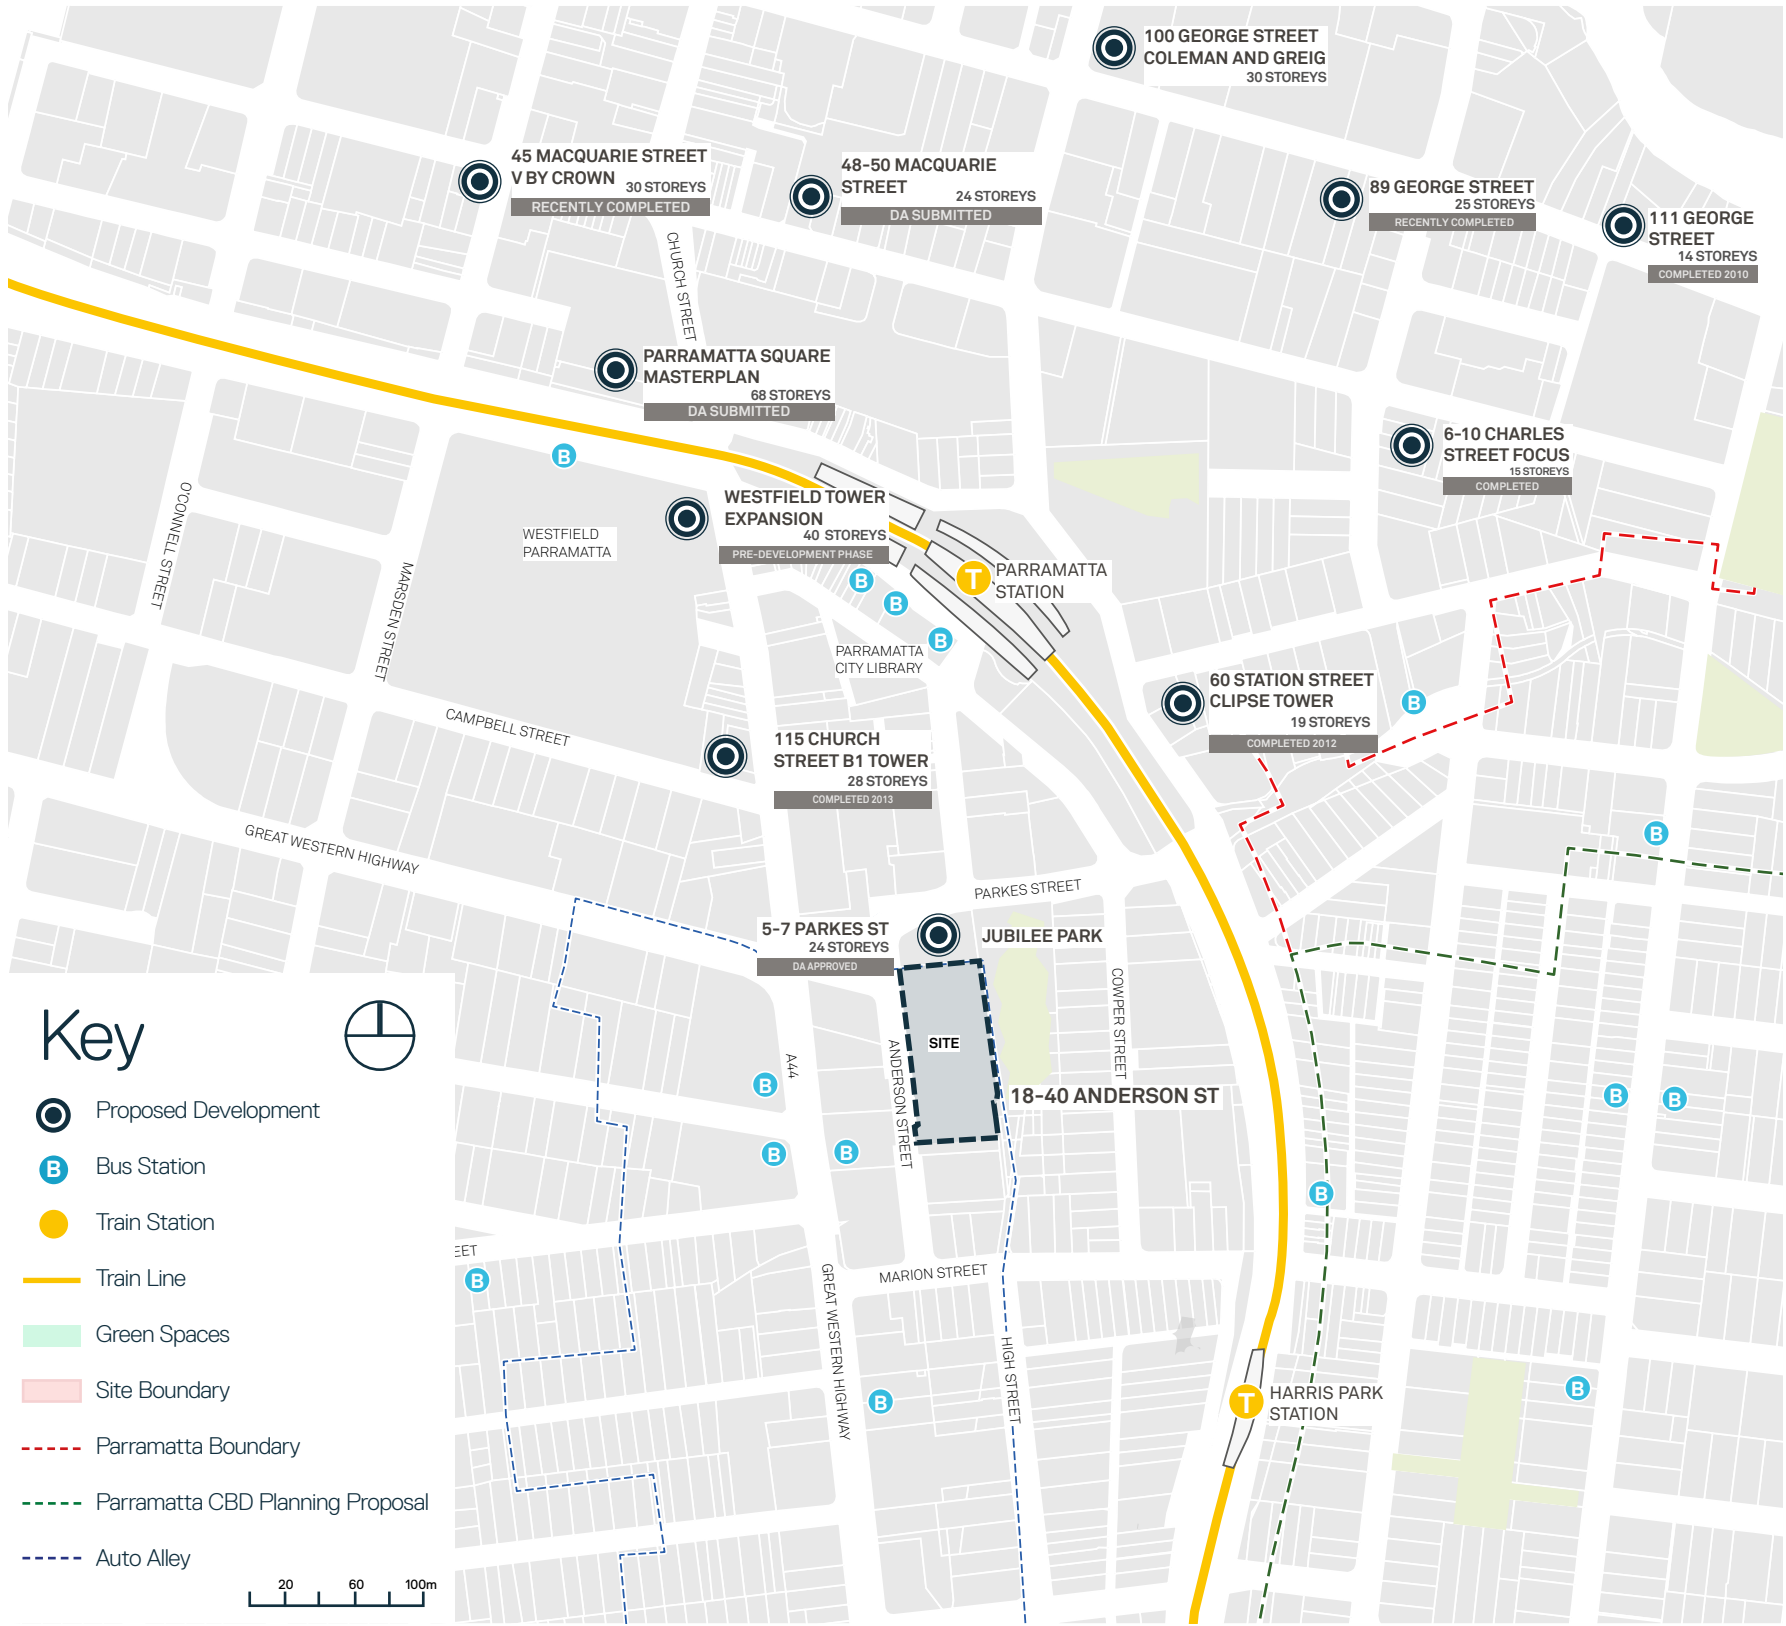 100 GEORGE STREET
COLEMAN AND GREIG
30 STOREYS
45 MACQUARIE STREET
V BY CROWN
30 STOREYS
RECENTLY COMPLETED
48-50 MACQUARIE
STREET
24 STOREYS
DA SUBMITTED
89 GEORGE STREET
25 STOREYS
RECENTLY COMPLETED
111 GEORGE
STREET
14 STOREYS
COMPLETED 2010
CHURCH STREET
PARRAMATTA SQUARE
MASTERPLAN
68 STOREYS
DA SUBMITTED
6-10 CHARLES
STREET FOCUS
15 STOREYS
COMPLETED
B
WESTFIELD TOWER
EXPANSION
40 STOREYS
PRE-DEVELOPMENT PHASE
WESTFIELD
PARRAMATTA
O'CONNELL STREET
MARSDEN STREET
T
PARRAMATTA
STATION
B
B
B
PARRAMATTA
CITY LIBRARY
60 STATION STREET
CLIPSE TOWER
19 STOREYS
COMPLETED 2012
B
CAMPBELL STREET
115 CHURCH
STREET B1 TOWER
28 STOREYS
COMPLETED 2013
GREAT WESTERN HIGHWAY
B
PARKES STREET
5-7 PARKES ST
24 STOREYS
DA APPROVED
JUBILEE PARK
COWPER STREET
SITE
ANDERSON STREET
A44
18-40 ANDERSON ST
B
B
B
B
B
B
EET
B
MARION STREET
GREAT WESTERN HIGHWAY
HIGH STREET
B
T
HARRIS PARK
STATION
B
Key
Proposed Development
B
Bus Station
Train Station
Train Line
Green Spaces
Site Boundary
Parramatta Boundary
Parramatta CBD Planning Proposal
Auto Alley
20 60 100m